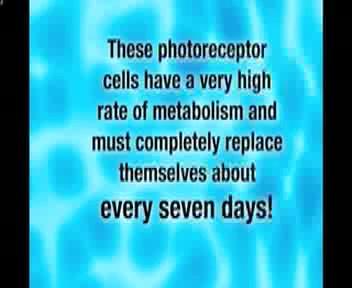 These photoreceptor
cells have a very high
rate of metabolism and
must completely replace
themselves about
every seven days!